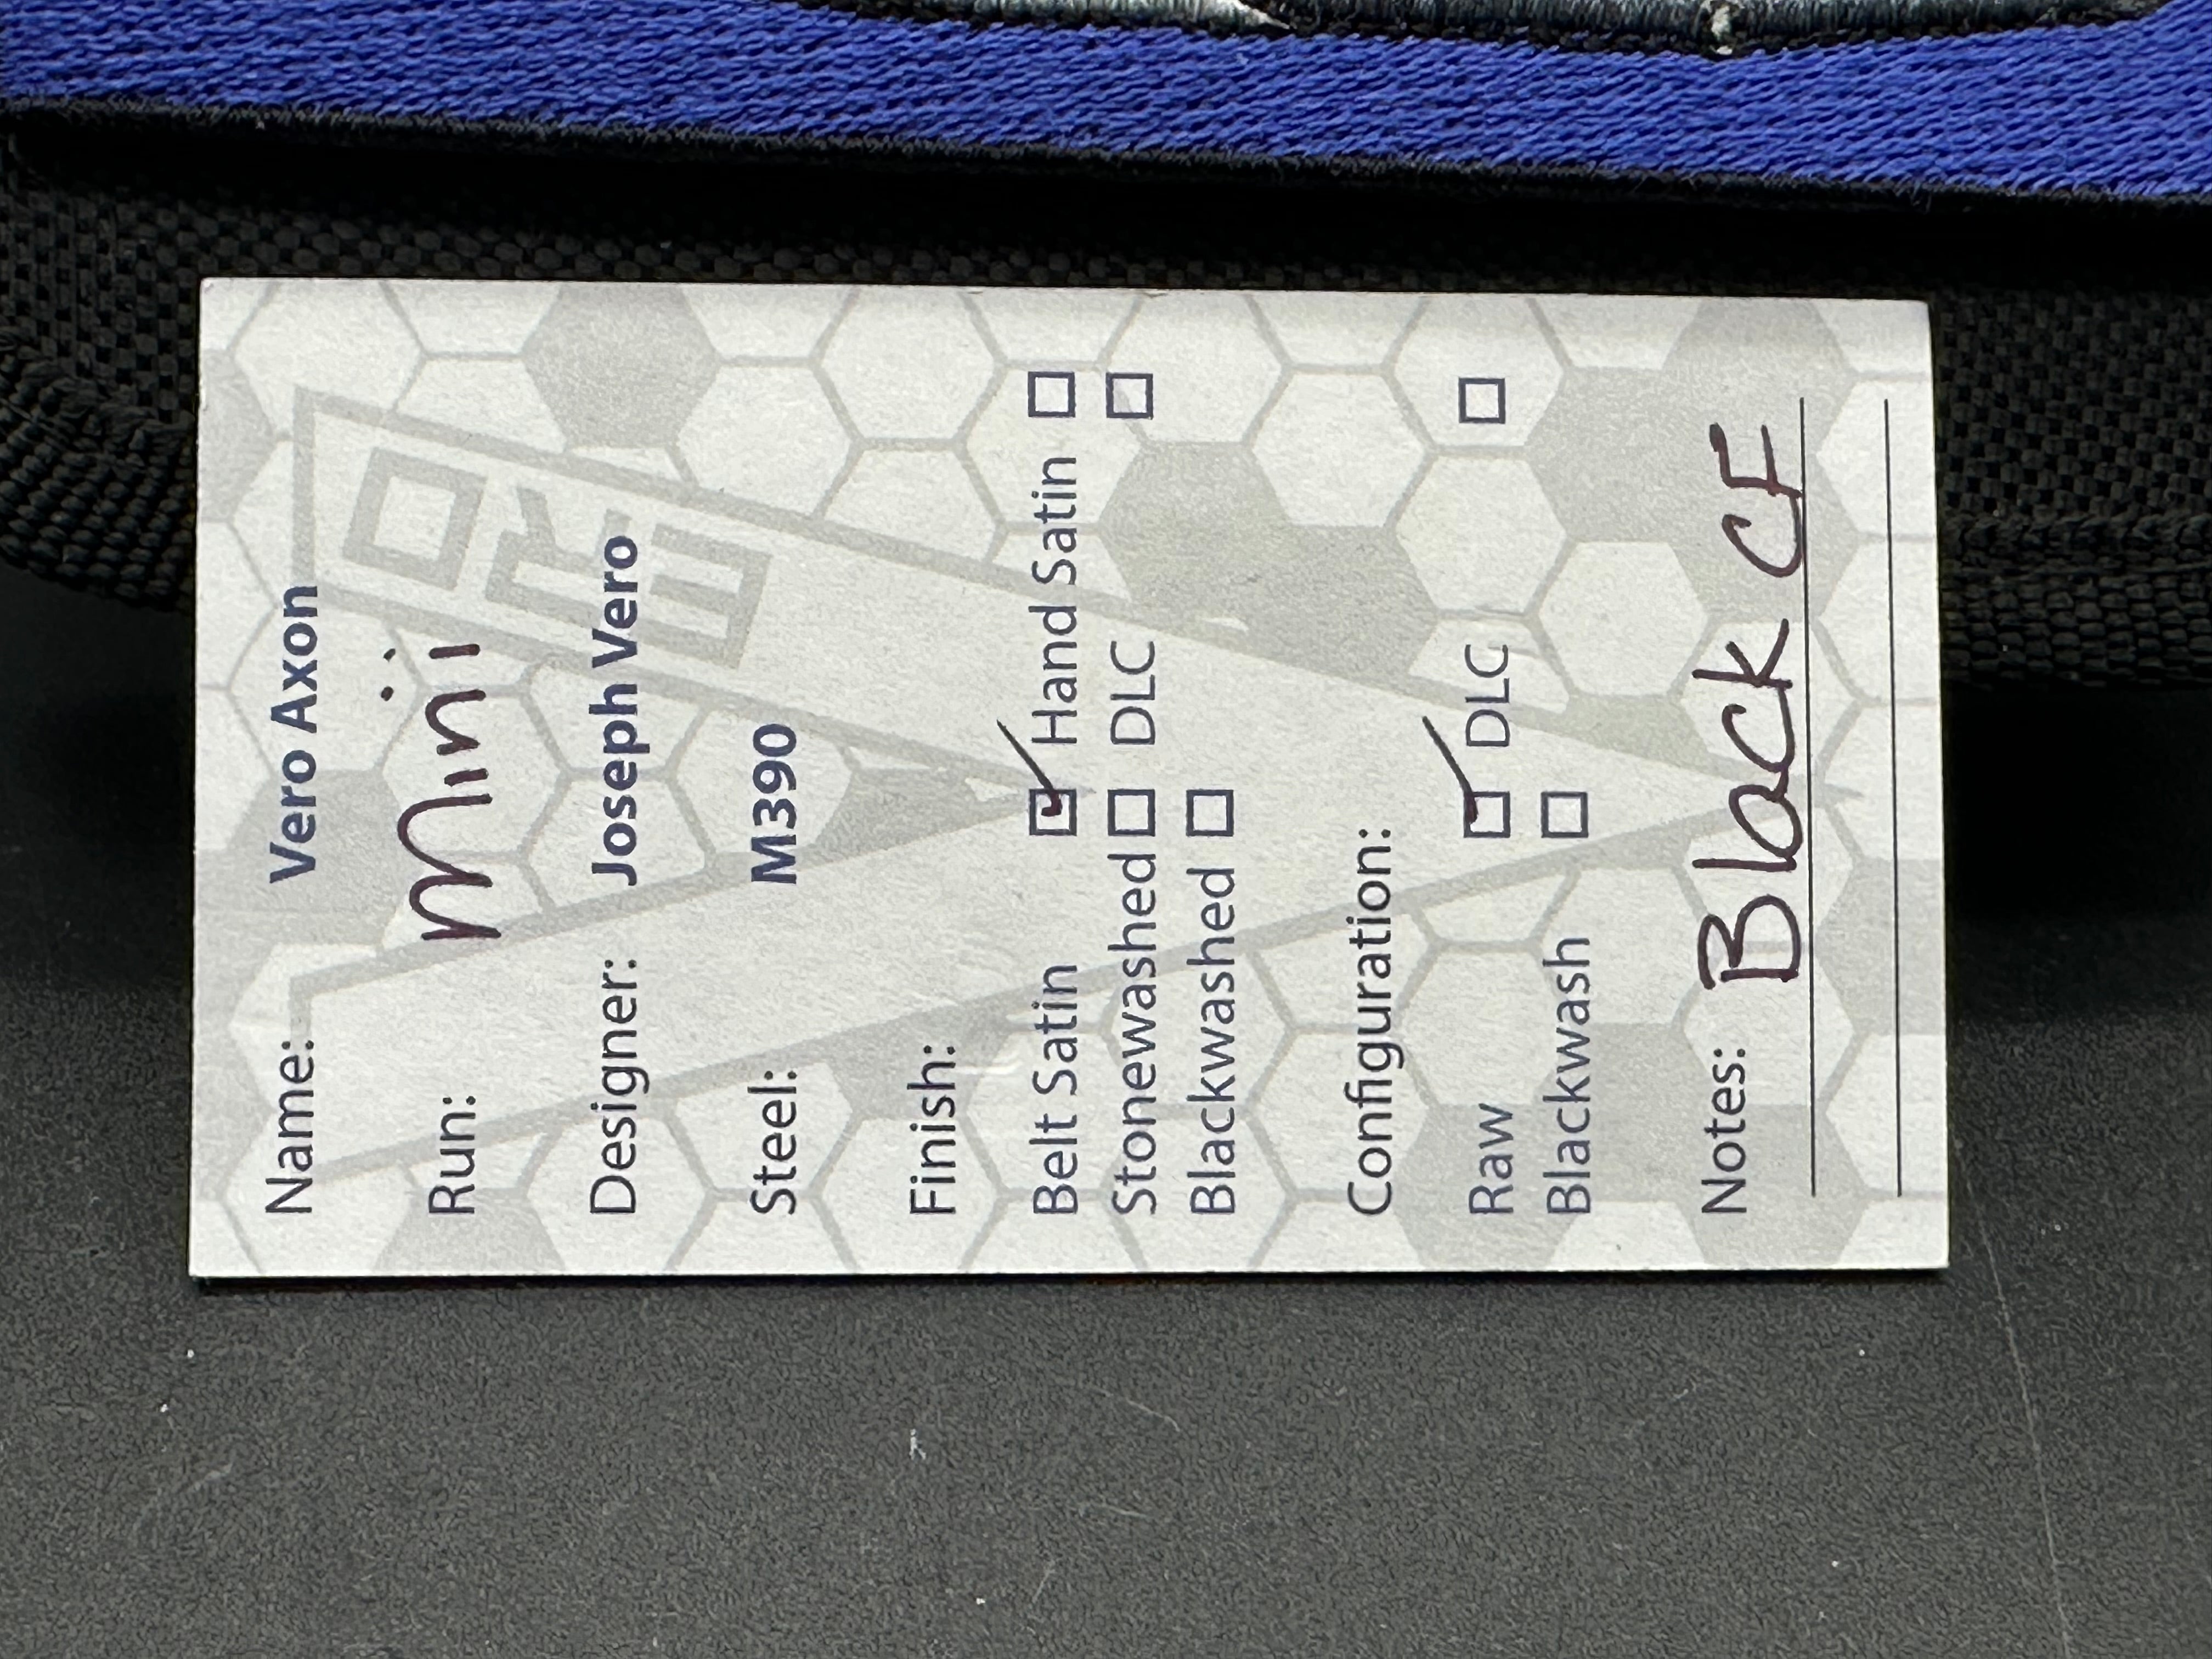 Name: Vero Axon
Run: Mini
Designer: Joseph Vero
Steel: M390
Finish:
Belt Satin ☑ Hand Satin ☐
Stonewashed ☐ DLC ☐
Blackwashed ☐
Configuration:
Raw ☑ DLC ☐
Blackwash ☐
Notes: Black CF
VERO